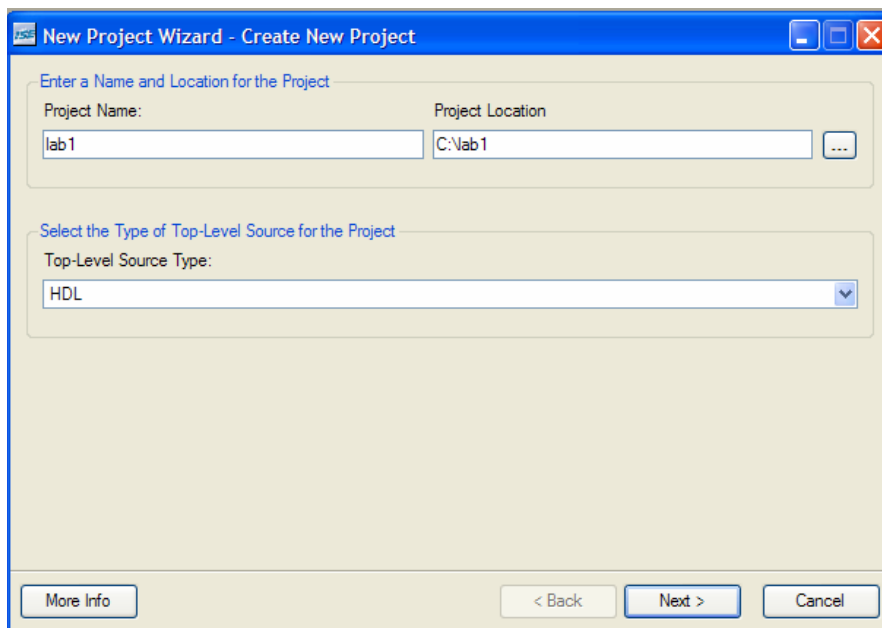 ISE New Project Wizard - Create New Project
Enter a Name and Location for the Project
Project Name: Project Location
lab1 C:\lab1 ...
Select the Type of Top-Level Source for the Project
Top-Level Source Type:
HDL
More Info < Back Next > Cancel